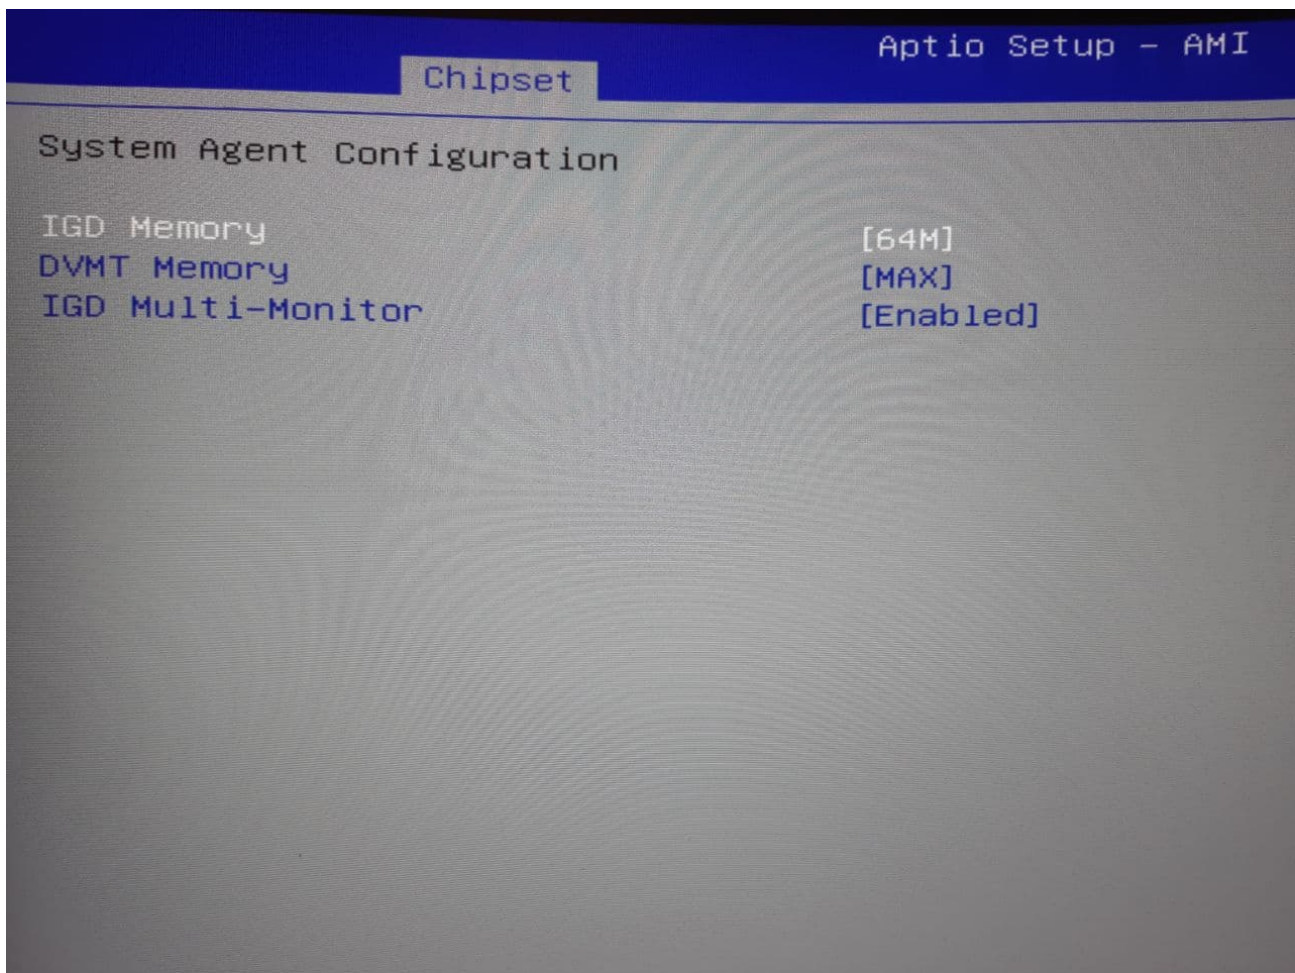 Aptio Setup - AMI
Chipset
System Agent Configuration
IGD Memory [64M]
DVMT Memory [MAX]
IGD Multi-Monitor [Enabled]